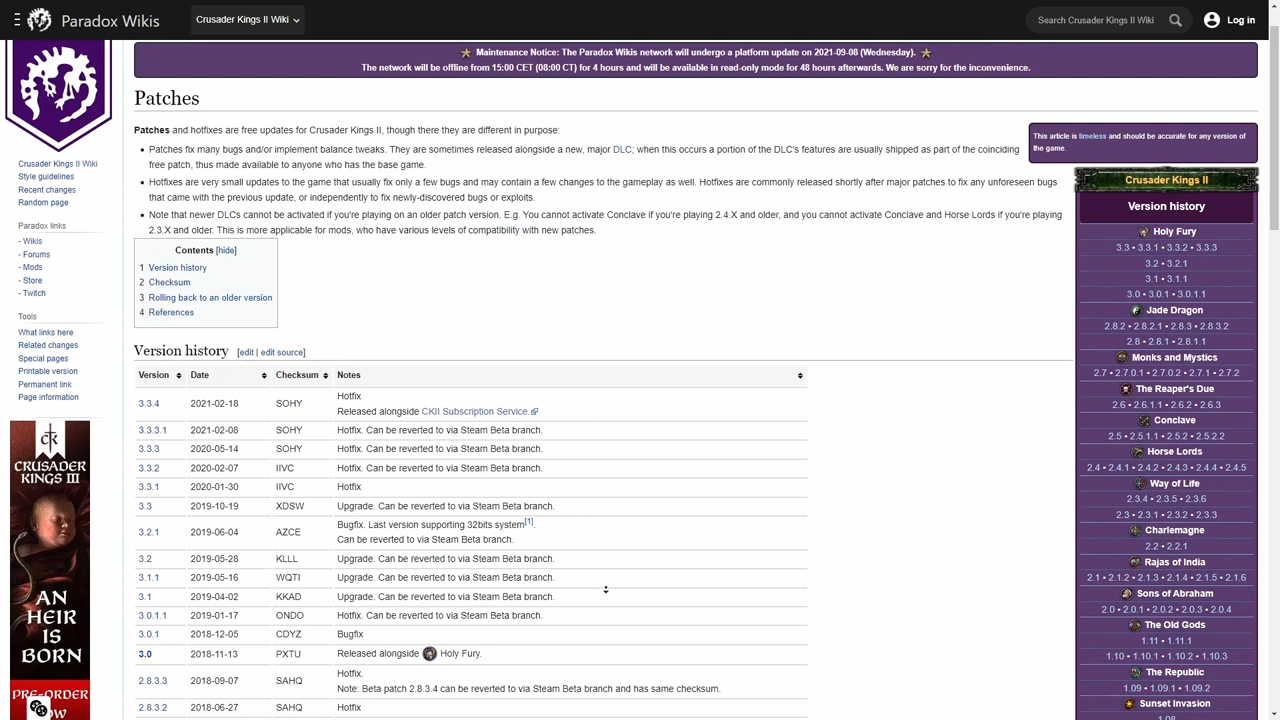 Paradox Wikis
Crusader Kings II Wiki
Search Crusader Kings II Wiki
Log in
Maintenance Notice: The Paradox Wikis network will undergo a platform update on 2021-09-08 (Wednesday).
The network will be offline from 15:00 CET (08:00 CT) for 4 hours and will be available in read-only mode for 48 hours afterwards. We are sorry for the inconvenience.
Crusader Kings II Wiki
Style guidelines
Recent changes
Random page
Paradox links
- Wikis
- Forums
- Mods
- Store
- Twitch
Tools
What links here
Related changes
Special pages
Printable version
Permanent link
Page information
CRUSADER
KINGS III
AN
HEIR
IS
BORN
PRE-ORDER
NOW
Patches
Patches and hotfixes are free updates for Crusader Kings II, though there they are different in purpose:
• Patches fix many bugs and/or implement balance tweaks. They are sometimes released alongside a new, major DLC; when this occurs a portion of the DLC's features are usually shipped as part of the coinciding
free patch, thus made available to anyone who has the base game.
• Hotfixes are very small updates to the game that usually fix only a few bugs and may contain a few changes to the gameplay as well. Hotfixes are commonly released shortly after major patches to fix any unforeseen bugs
that came with the previous update, or independently to fix newly-discovered bugs or exploits.
• Note that newer DLCs cannot be activated if you're playing on an older patch version. E.g. You cannot activate Conclave if you're playing 2.4.X and older, and you cannot activate Conclave and Horse Lords if you're playing
2.3.X and older. This is more applicable for mods, who have various levels of compatibility with new patches.
Contents [hide]
1 Version history
2 Checksum
3 Rolling back to an older version
4 References
Version history [edit | edit source]
Version Date Checksum Notes
3.3.4 2021-02-18 SOHY Hotfix
Released alongside CKII Subscription Service.
3.3.3.1 2021-02-08 SOHY Hotfix. Can be reverted to via Steam Beta branch.
3.3.3 2020-05-14 SOHY Hotfix. Can be reverted to via Steam Beta branch.
3.3.2 2020-02-07 IIVC Hotfix. Can be reverted to via Steam Beta branch.
3.3.1 2020-01-30 IIVC Hotfix
3.3 2019-10-19 XDSW Upgrade. Can be reverted to via Steam Beta branch.
3.2.1 2019-06-04 AZCE Bugfix. Last version supporting 32bits system[1].
Can be reverted to via Steam Beta branch.
3.2 2019-05-28 KLLL Upgrade. Can be reverted to via Steam Beta branch.
3.1.1 2019-05-16 WQTI Upgrade. Can be reverted to via Steam Beta branch.
3.1 2019-04-02 KKAD Upgrade. Can be reverted to via Steam Beta branch.
3.0.1.1 2019-01-17 ONDO Hotfix. Can be reverted to via Steam Beta branch.
3.0.1 2018-12-05 CDYZ Bugfix
3.0 2018-11-13 PXTU Released alongside Holy Fury.
2.8.3.3 2018-09-07 SAHQ Hotfix.
Note: Beta patch 2.8.3.4 can be reverted to via Steam Beta branch and has same checksum.
2.8.3.2 2018-06-27 SAHQ Hotfix
This article is timeless and should be accurate for any version of
the game.
Crusader Kings II
Version history
Holy Fury
3.3 • 3.3.1 • 3.3.2 • 3.3.3
3.2 • 3.2.1
3.1 • 3.1.1
3.0 • 3.0.1 • 3.0.1.1
Jade Dragon
2.8.2 • 2.8.2.1 • 2.8.3 • 2.8.3.2
2.8 • 2.8.1 • 2.8.1.1
Monks and Mystics
2.7 • 2.7.0.1 • 2.7.0.2 • 2.7.1 • 2.7.2
The Reaper's Due
2.6 • 2.6.1.1 • 2.6.2 • 2.6.3
Conclave
2.5 • 2.5.1.1 • 2.5.2 • 2.5.2.2
Horse Lords
2.4 • 2.4.1 • 2.4.2 • 2.4.3 • 2.4.4 • 2.4.5
Way of Life
2.3.4 • 2.3.5 • 2.3.6
2.3 • 2.3.1 • 2.3.2 • 2.3.3
Charlemagne
2.2 • 2.2.1
Rajas of India
2.1 • 2.1.2 • 2.1.3 • 2.1.4 • 2.1.5 • 2.1.6
Sons of Abraham
2.0 • 2.0.1 • 2.0.2 • 2.0.3 • 2.0.4
The Old Gods
1.11 • 1.11.1
1.10 • 1.10.1 • 1.10.2 • 1.10.3
The Republic
1.09 • 1.09.1 • 1.09.2
Sunset Invasion
1.08